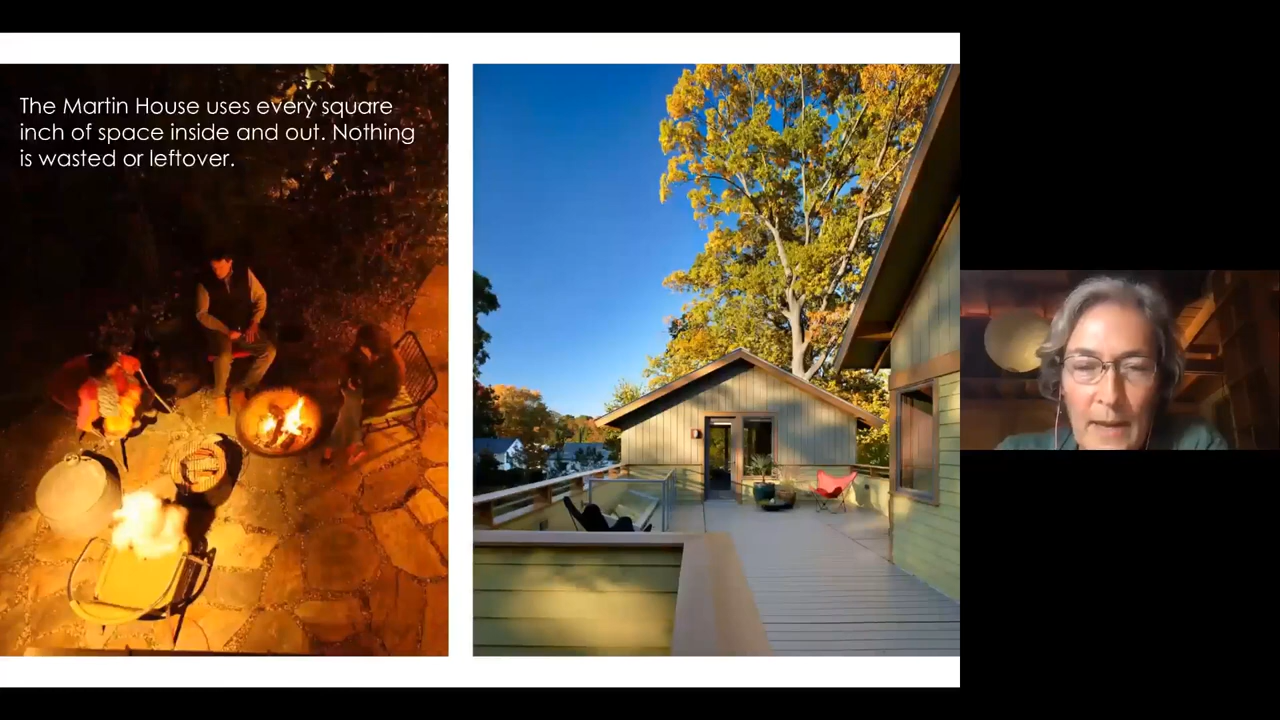 The Martin House uses every square
inch of space inside and out. Nothing
is wasted or leftover.